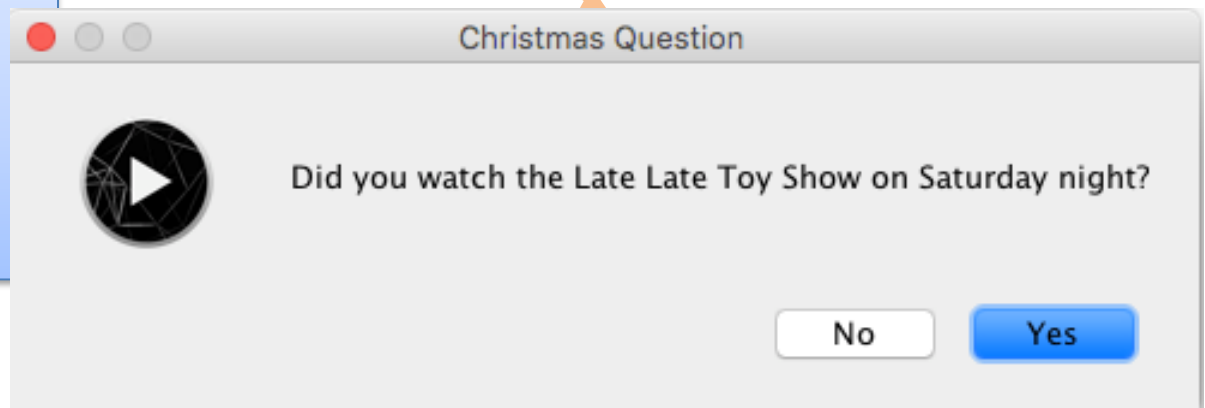 Christmas Question
Did you watch the Late Late Toy Show on Saturday night?
No
Yes